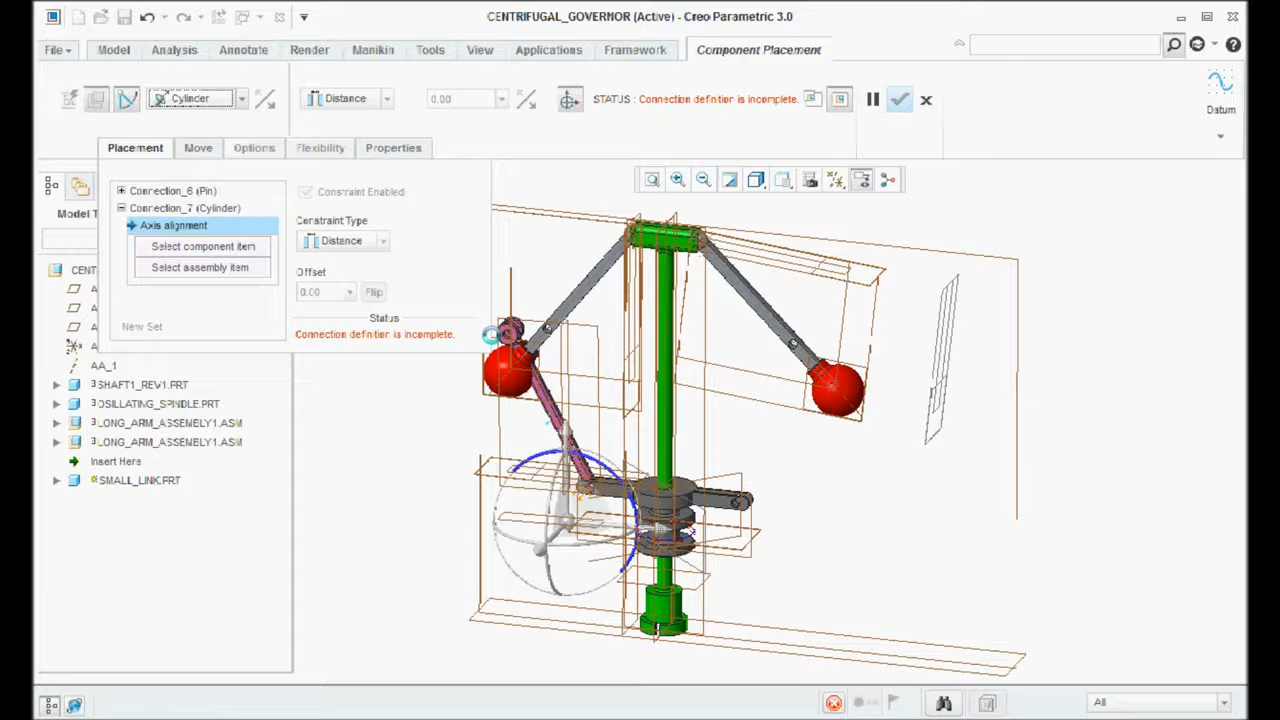 CENTRIFUGAL_GOVERNOR (Active) - Creo Parametric 3.0
File Model Analysis Annotate Render Manikin Tools View Applications Framework Component Placement
Cylinder Distance 0.00 STATUS : Connection definition is incomplete. Datum
Placement Move Options Flexibility Properties
Connection_6 (Pin) Constraint Enabled
Connection_7 (Cylinder)
Axis alignment Constraint Type
Select component item Distance
Select assembly item Offset
0.00 Flip
New Set Status
Connection definition is incomplete.
Model T
CENT
A
A
A
A
AA_1
SHAFT1_REV1.PRT
OSILLATING_SPINDLE.PRT
LONG_ARM_ASSEMBLY1.ASM
LONG_ARM_ASSEMBLY1.ASM
Insert Here
SMALL_LINK.PRT
All